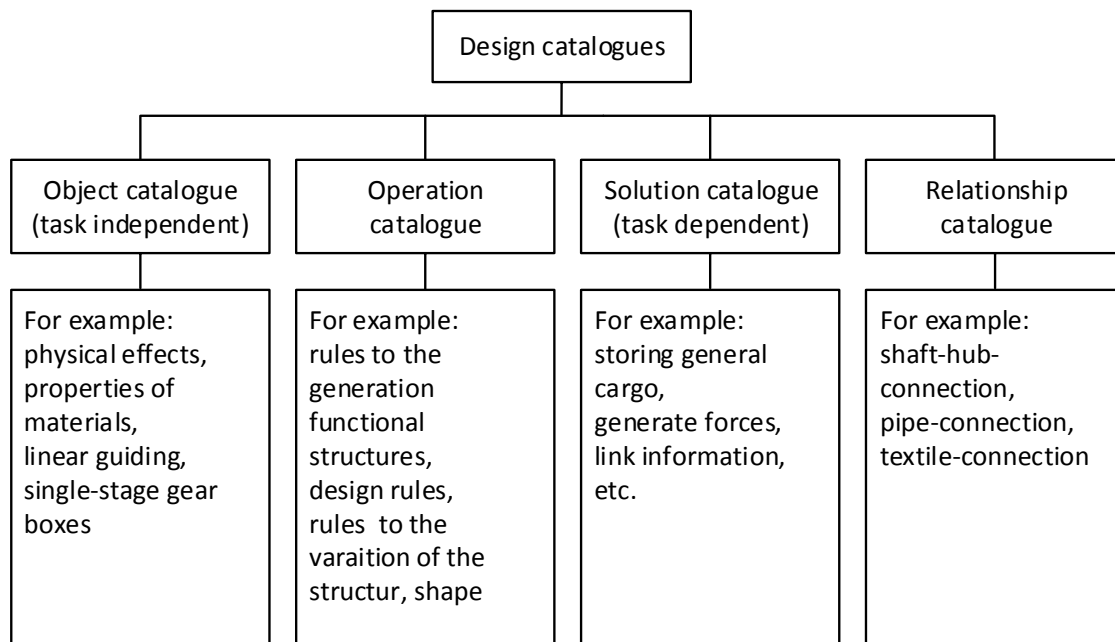 Design catalogues
Object catalogue
(task independent)
Operation
catalogue
Solution catalogue
(task dependent)
Relationship
catalogue
For example:
physical effects,
properties of
materials,
linear guiding,
single-stage gear
boxes
For example:
rules to the
generation
functional
structures,
design rules,
rules  to the
varaition of the
structur, shape
For example:
storing general
cargo,
generate forces,
link information,
etc.
For example:
shaft-hub-
connection,
pipe-connection,
textile-connection